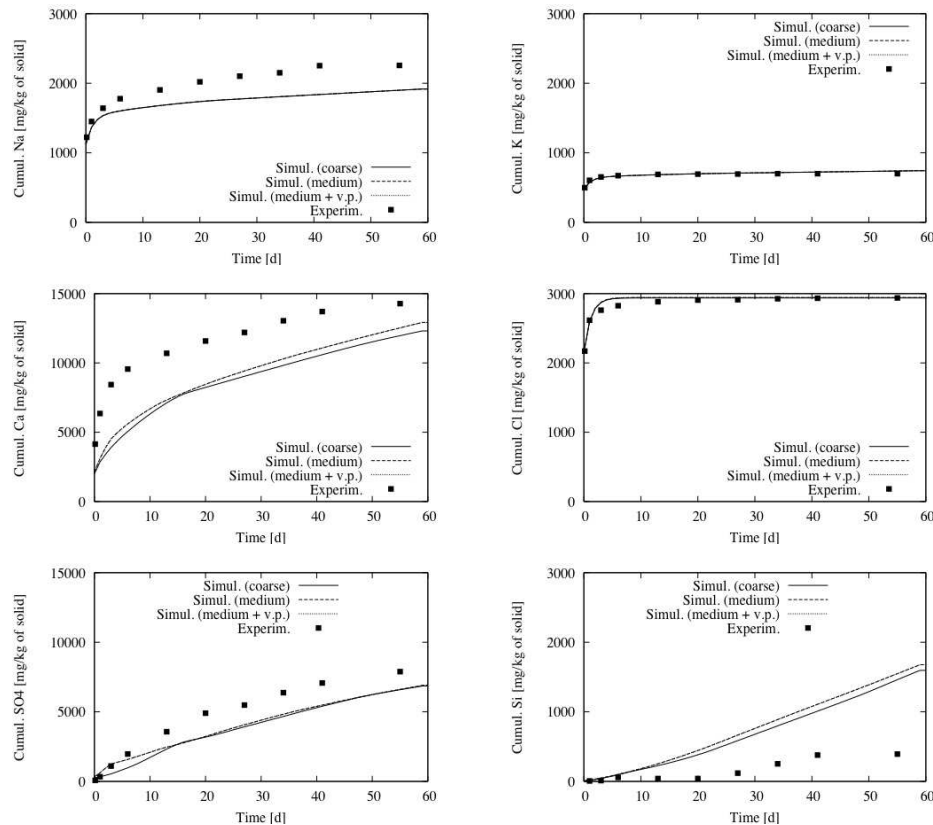 3000
2000
1000
0
Cumul. Na [mg/kg of solid]
Simul. (coarse)
Simul. (medium)
Simul. (medium + v.p.)
Experim.
0 10 20 30 40 50 60
Time [d]
3000
2000
1000
0
Cumul. K [mg/kg of solid]
Simul. (coarse)
Simul. (medium)
Simul. (medium + v.p.)
Experim.
0 10 20 30 40 50 60
Time [d]
15000
10000
5000
0
Cumul. Ca [mg/kg of solid]
Simul. (coarse)
Simul. (medium)
Simul. (medium + v.p.)
Experim.
0 10 20 30 40 50 60
Time [d]
3000
2000
1000
0
Cumul. Cl [mg/kg of solid]
Simul. (coarse)
Simul. (medium)
Simul. (medium + v.p.)
Experim.
0 10 20 30 40 50 60
Time [d]
15000
10000
5000
0
Cumul. SO4 [mg/kg of solid]
Simul. (coarse)
Simul. (medium)
Simul. (medium + v.p.)
Experim.
0 10 20 30 40 50 60
Time [d]
3000
2000
1000
0
Cumul. Si [mg/kg of solid]
Simul. (coarse)
Simul. (medium)
Simul. (medium + v.p.)
Experim.
0 10 20 30 40 50 60
Time [d]